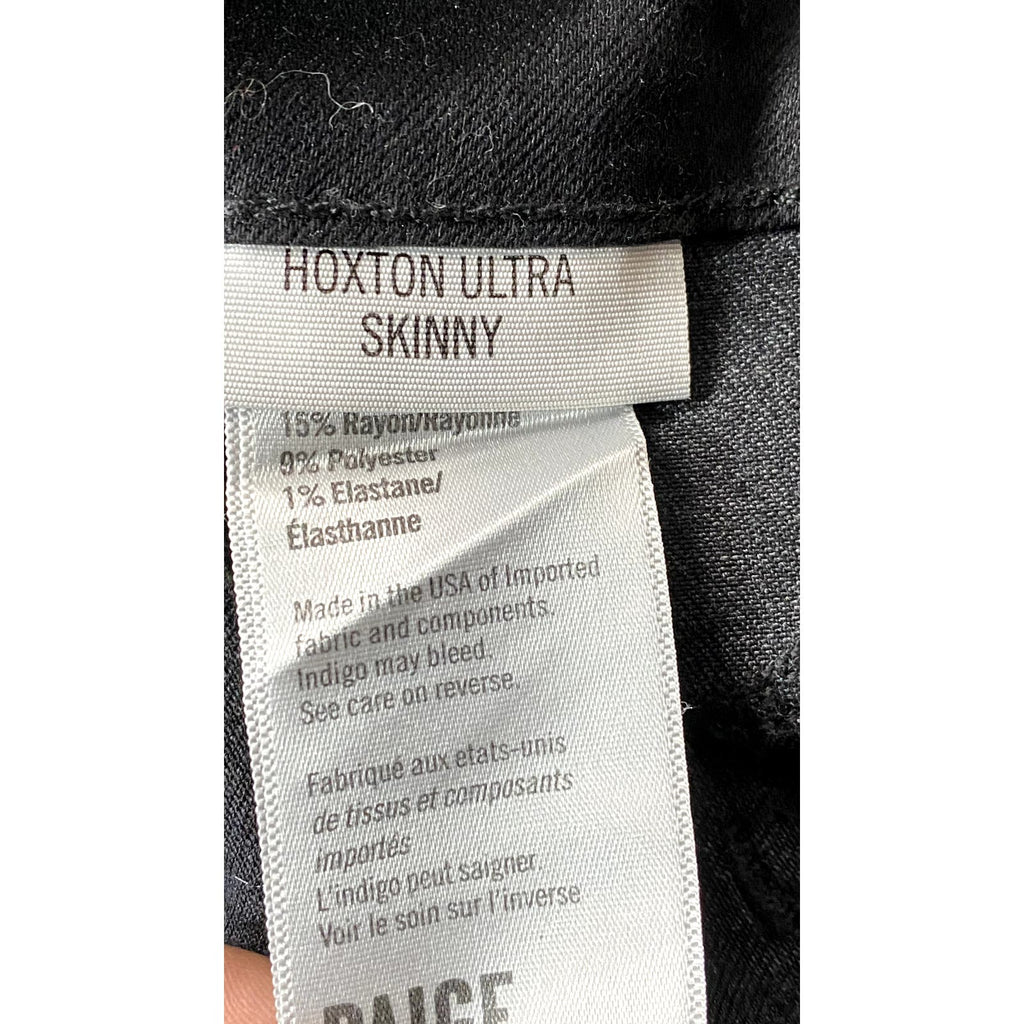 HOXTON ULTRA
SKINNY
15% Rayon/Rayonne
9% Polyester
1% Elastane/
Élasthanne
Made in the USA of Imported
fabric and components.
Indigo may bleed.
See care on reverse.
Fabriqué aux etats-unis
de tissus et composants
importés
L'indigo peut saigner
Voir le soin sur l'inverse
PAIGE